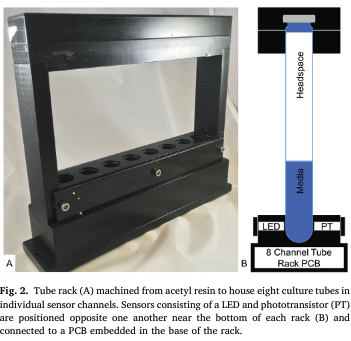 A
Headspace
Media
LED
PT
8 Channel Tube
Rack PCB
B
Fig. 2. Tube rack (A) machined from acetyl resin to house eight culture tubes in
individual sensor channels. Sensors consisting of a LED and phototransistor (PT)
are positioned opposite one another near the bottom of each rack (B) and
connected to a PCB embedded in the base of the rack.